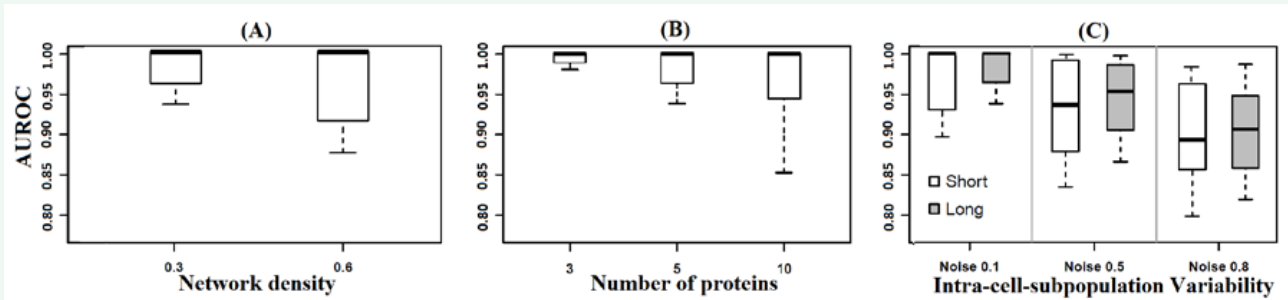 (A)
AUROC
1.00
0.95
0.90
0.85
0.80
0.3
0.6
Network density
(B)
1.00
0.95
0.90
0.85
0.80
3
5
10
Number of proteins
(C)
1.00
0.95
0.90
0.85
0.80
Short
Long
Noise 0.1
Noise 0.5
Noise 0.8
Intra-cell-subpopulation Variability